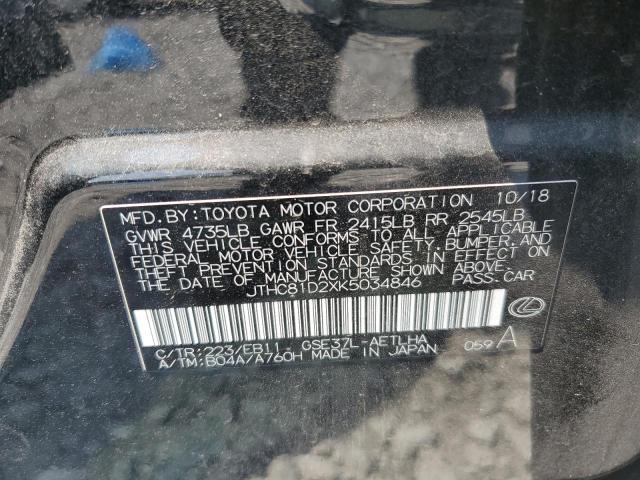 MFD.BY:TOYOTA MOTOR CORPORATION 10/18
GVWR 4735LB GAWR FR 2415LB RR 2545LB
THIS VEHICLE CONFORMS TO ALL APPLICABLE
FEDERAL MOTOR VEHICLE SAFETY, BUMPER, AND
THEFT PREVENTION STANDARDS IN EFFECT ON
THE DATE OF MANUFACTURE SHOWN ABOVE.
JTHC81D2XK5034846 PASS CAR
C/TR:223/EB11 GSE37L-AETLHA
A/TM:B04A/A760H MADE IN JAPAN 059 A